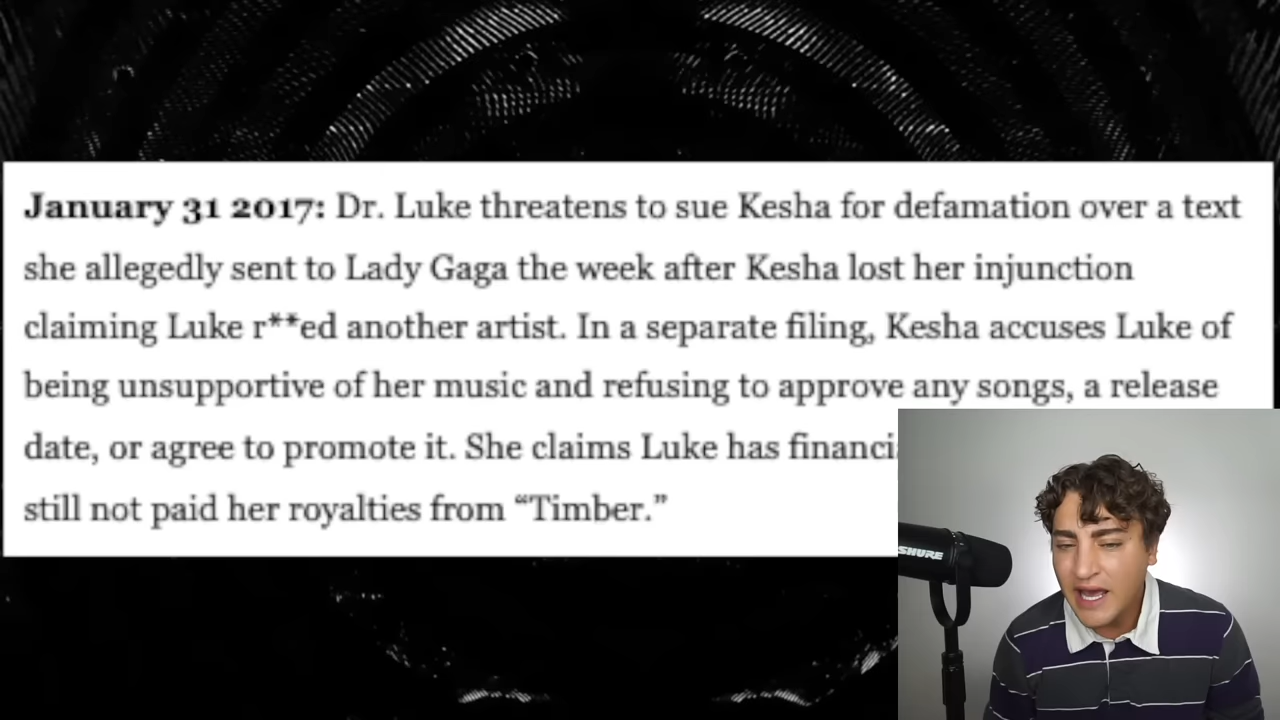 January 31 2017: Dr. Luke threatens to sue Kesha for defamation over a text
she allegedly sent to Lady Gaga the week after Kesha lost her injunction
claiming Luke r**ed another artist. In a separate filing, Kesha accuses Luke of
being unsupportive of her music and refusing to approve any songs, a release
date, or agree to promote it. She claims Luke has
still not paid her royalties from “Timber.”
SHURE